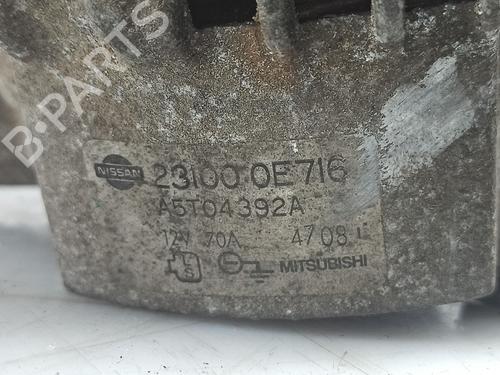 B-PARTS
NISSAN 23100 0E716
A5T04392A
12V 70A 4708
L S MITSUBISHI